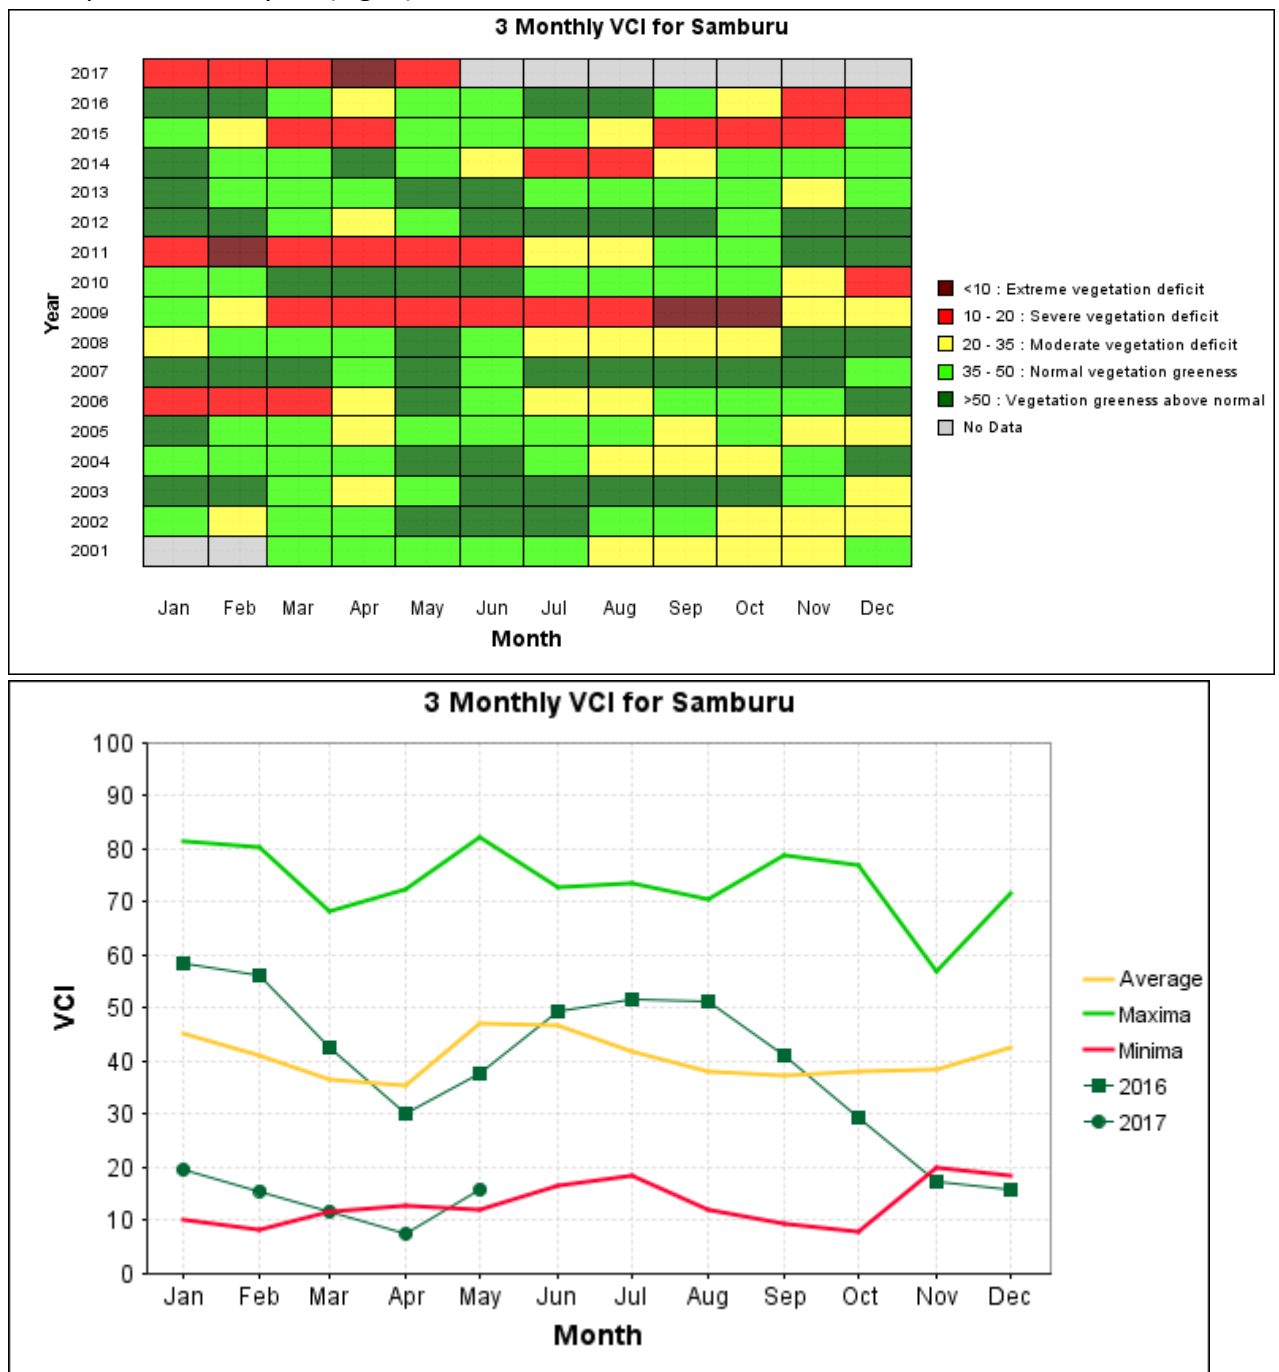 3 Monthly VCI for Samburu
2017
2016
2015
2014
2013
2012
2011
2010
2009
2008
2007
2006
2005
2004
2003
2002
2001
Year
Jan Feb Mar Apr May Jun Jul Aug Sep Oct Nov Dec
Month
<10 : Extreme vegetation deficit
10 - 20 : Severe vegetation deficit
20 - 35 : Moderate vegetation deficit
35 - 50 : Normal vegetation greeness
>50 : Vegetation greeness above normal
No Data
3 Monthly VCI for Samburu
100
90
80
70
60
50
40
30
20
10
0
VCI
Jan Feb Mar Apr May Jun Jul Aug Sep Oct Nov Dec
Month
Average
Maxima
Minima
2016
2017